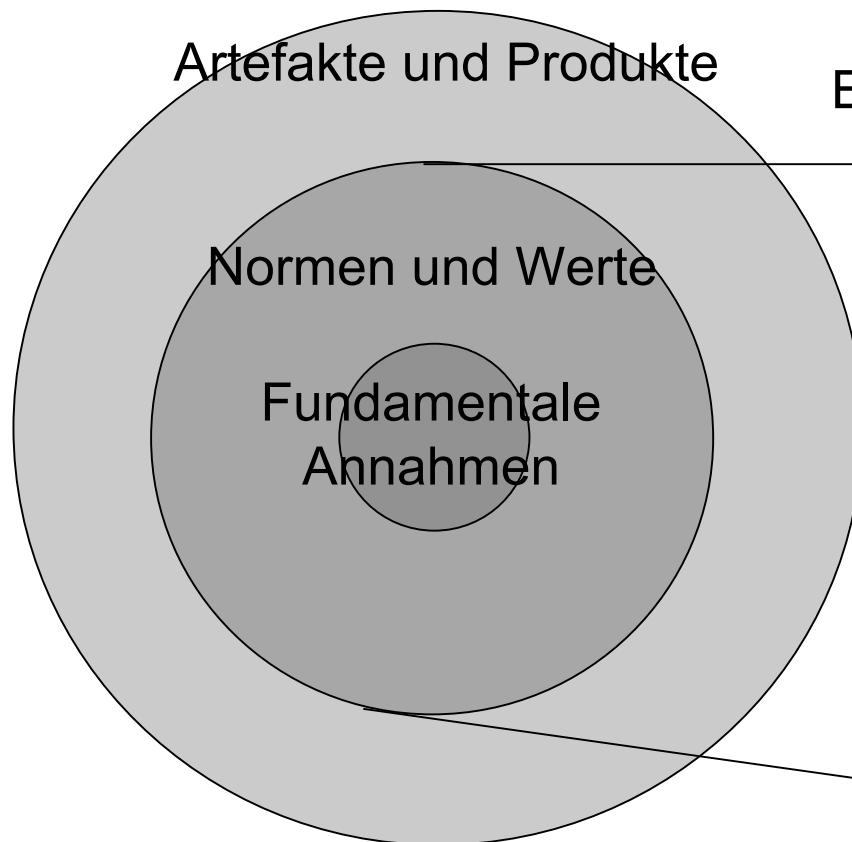 Artefakte und Produkte
E
Normen und Werte
Fundamentale
Annahmen